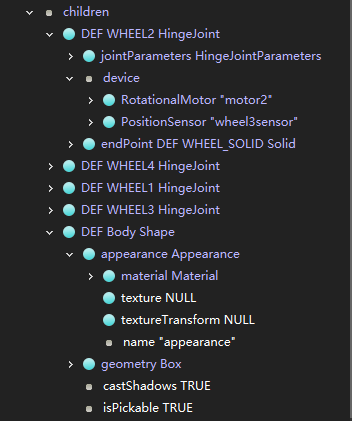 children
DEF WHEEL2 HingeJoint
jointParameters HingeJointParameters
device
RotationalMotor "motor2"
PositionSensor "wheel3sensor"
endPoint DEF WHEEL_SOLID Solid
DEF WHEEL4 HingeJoint
DEF WHEEL1 HingeJoint
DEF WHEEL3 HingeJoint
DEF Body Shape
appearance Appearance
material Material
texture NULL
textureTransform NULL
name "appearance"
geometry Box
castShadows TRUE
isPickable TRUE